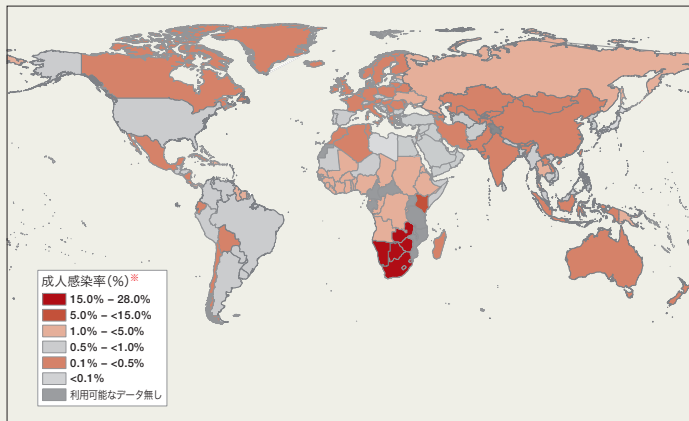 成人感染率(%)※
15.0% – 28.0%
5.0% – <15.0%
1.0% – <5.0%
0.5% – <1.0%
0.1% – <0.5%
<0.1%
利用可能なデータ無し